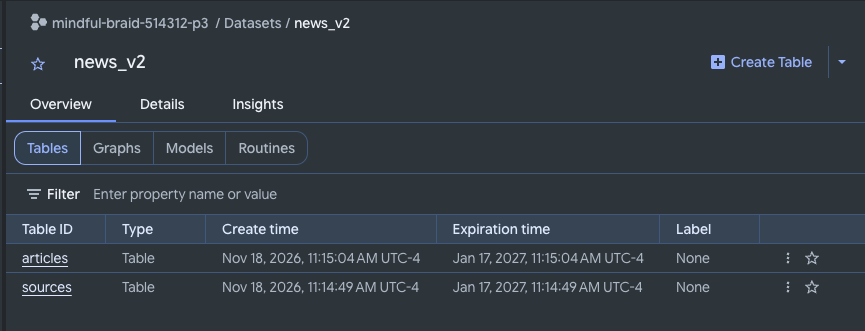 mindful-braid-514312-p3 / Datasets / news_v2
news_v2
Create Table
Overview Details Insights
Tables Graphs Models Routines
Filter Enter property name or value
Table ID Type Create time Expiration time Label
articles Table Nov 18, 2026, 11:15:04 AM UTC-4 Jan 17, 2027, 11:15:04 AM UTC-4 None
sources Table Nov 18, 2026, 11:14:49 AM UTC-4 Jan 17, 2027, 11:14:49 AM UTC-4 None